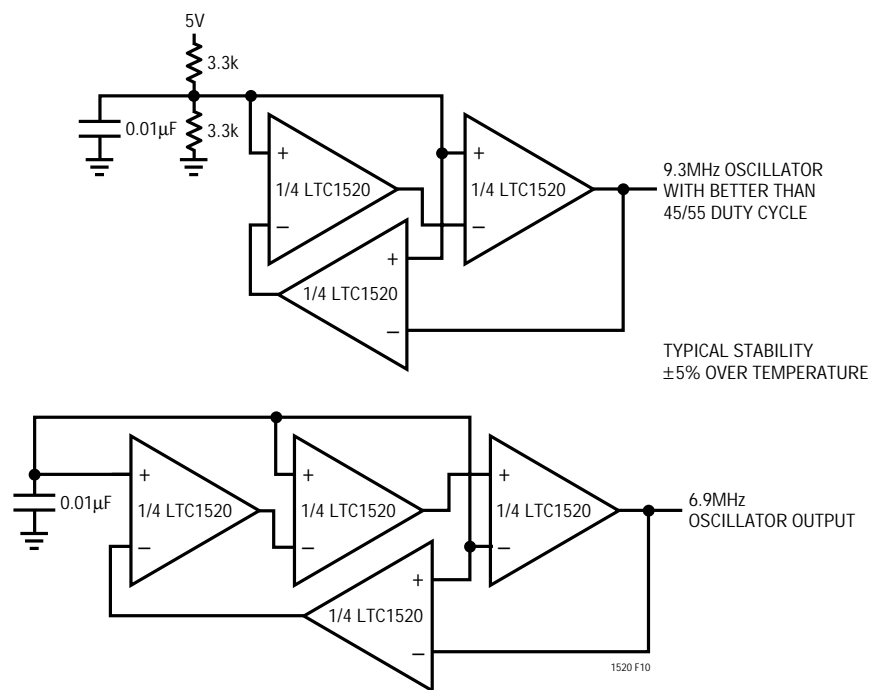 5V
3.3k
0.01µF
3.3k
+
+
1/4 LTC1520
1/4 LTC1520
9.3MHz OSCILLATOR
WITH BETTER THAN
45/55 DUTY CYCLE
−
−
+
1/4 LTC1520
−
TYPICAL STABILITY
±5% OVER TEMPERATURE
+
+
+
0.01µF
1/4 LTC1520
1/4 LTC1520
1/4 LTC1520
6.9MHz
OSCILLATOR OUTPUT
−
−
−
+
1/4 LTC1520
−
1520 F10